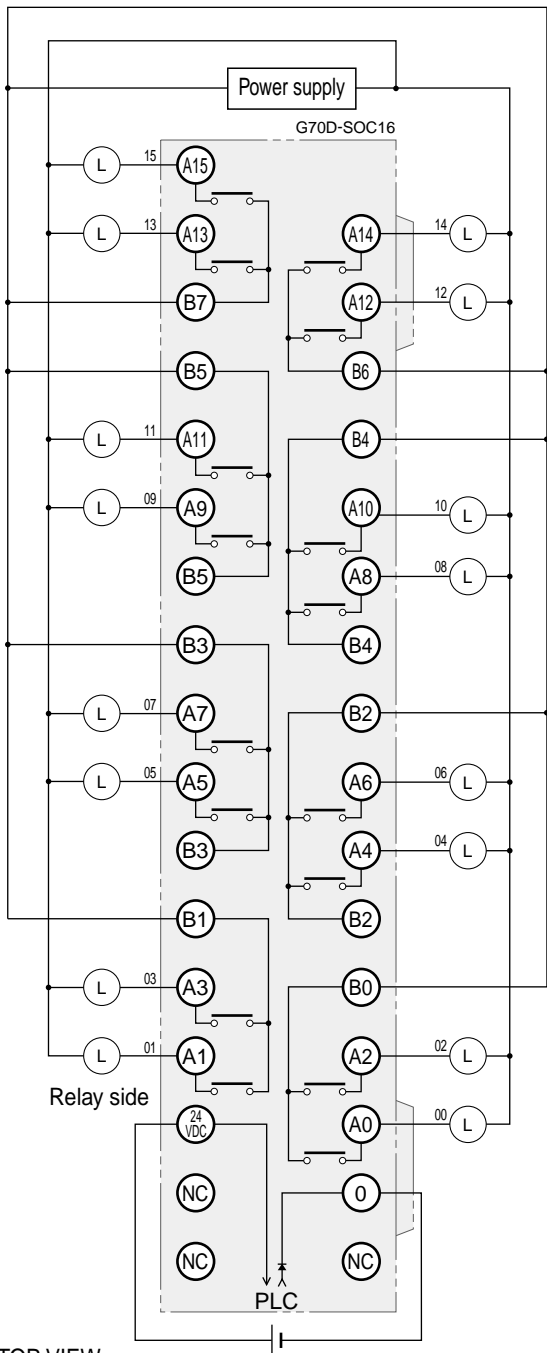 Power supply
G70D-SOC16
L 15 A15
L 13 A13 A14 14 L
A12 12 L
B7
B5 B6
L 11 A11 B4
L 09 A9 A10 10 L
B5 A8 08 L
B3 B4
L 07 A7 B2
L 05 A5 A6 06 L
B3 A4 04 L
B1 B2
L 03 A3 B0
L 01 A1 A2 02 L
Relay side
24 VDC A0 00 L
NC 0
NC NC
PLC
TOP VIEW